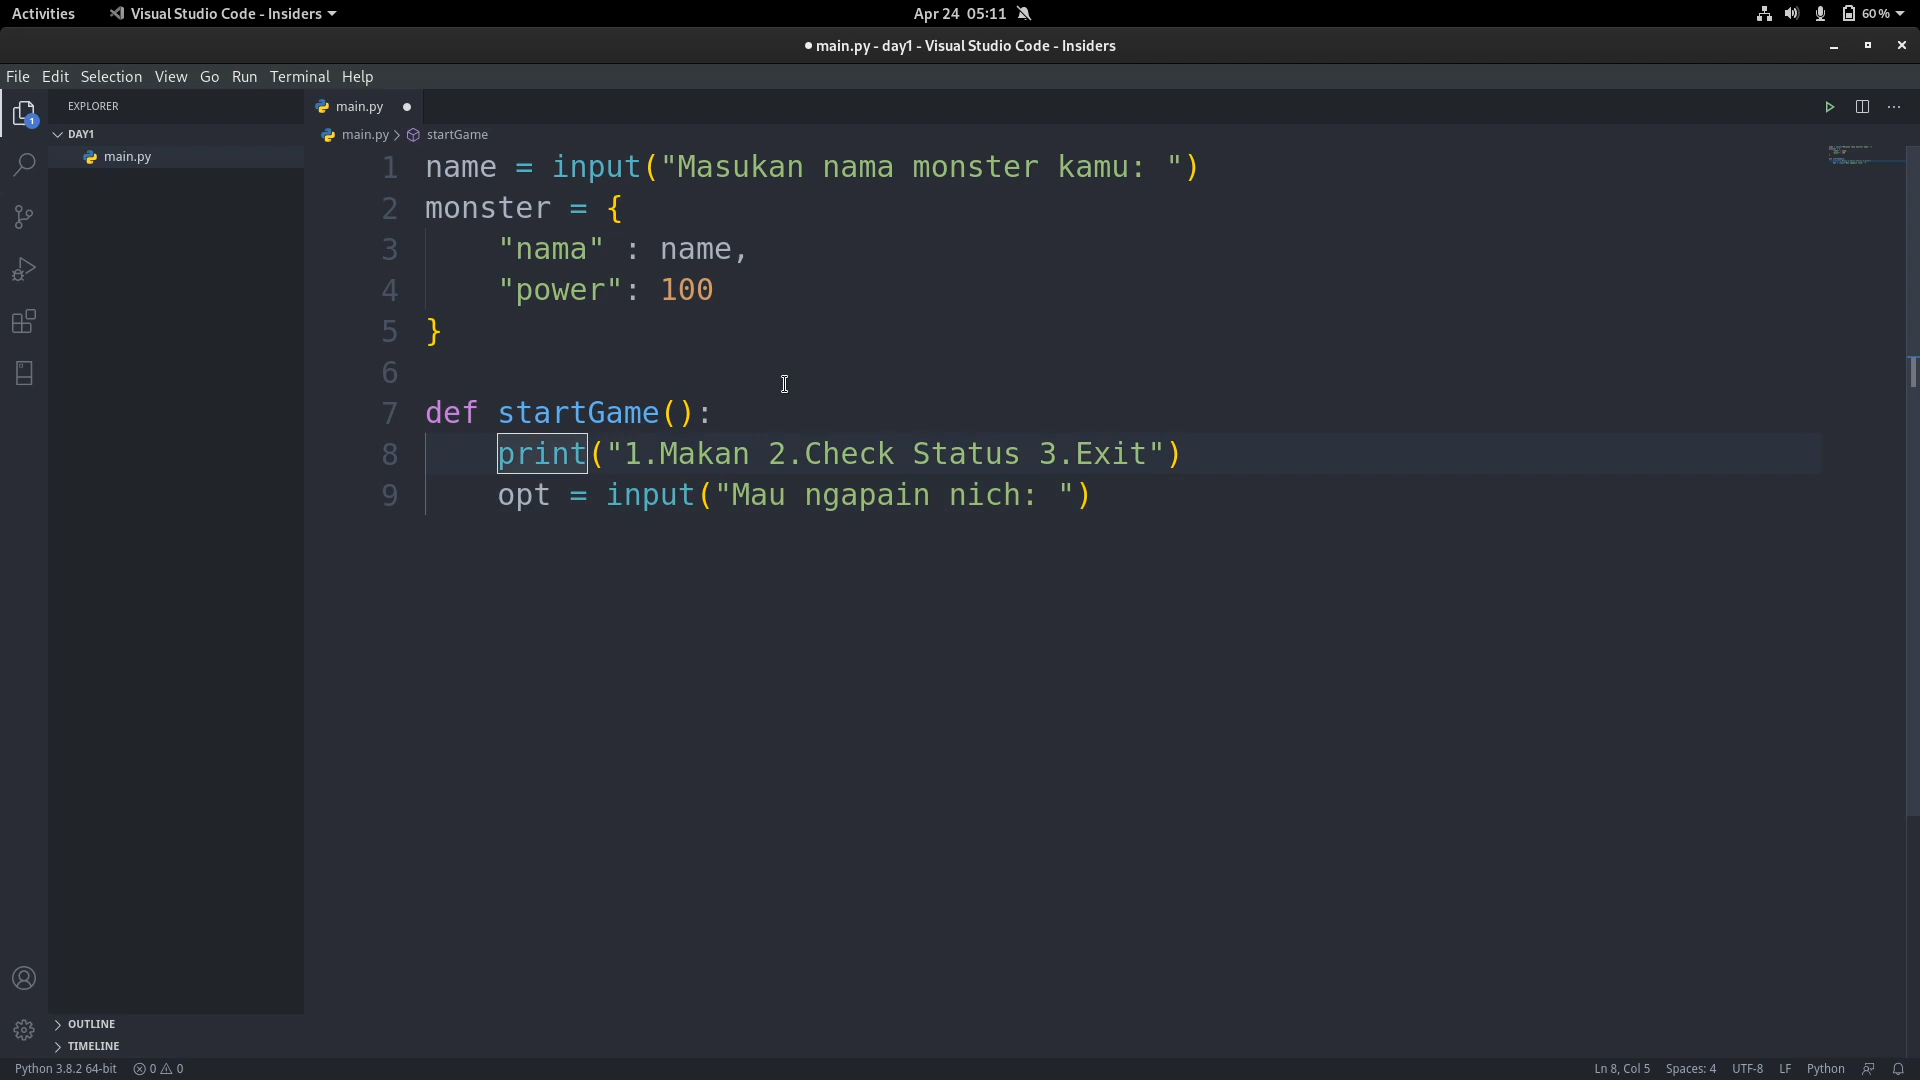 Activities Visual Studio Code - Insiders Apr 24 05:11 60 %
● main.py - day1 - Visual Studio Code - Insiders
File Edit Selection View Go Run Terminal Help
EXPLORER
main.py
1
DAY1
main.py > startGame
main.py
1 name = input("Masukan nama monster kamu: ")
2 monster = {
3 "nama" : name,
4 "power": 100
5 }
6
7 def startGame():
8 print("1.Makan 2.Check Status 3.Exit")
9 opt = input("Mau ngapain nich: ")
OUTLINE
TIMELINE
Python 3.8.2 64-bit 0 0 Ln 8, Col 5 Spaces: 4 UTF-8 LF Python